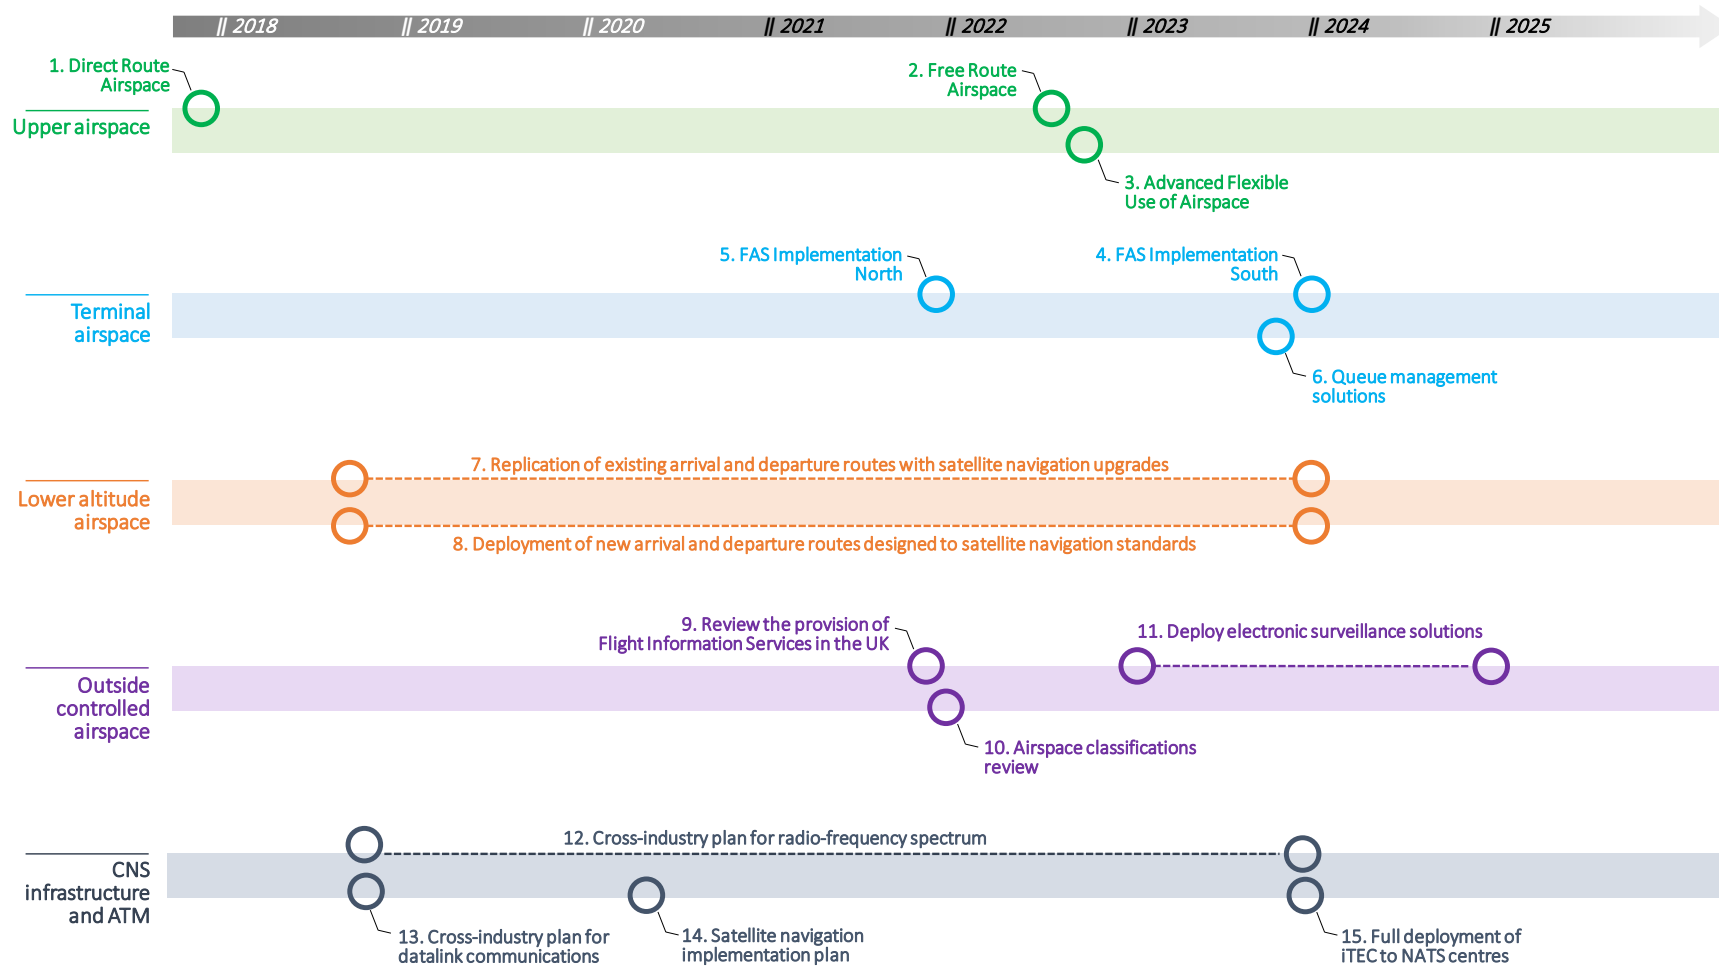 || 2018 || 2019 || 2020 || 2021 || 2022 || 2023 || 2024 || 2025
1. Direct Route
Airspace
2. Free Route
Airspace
Upper airspace
3. Advanced Flexible
Use of Airspace
5. FAS Implementation
North
4. FAS Implementation
South
Terminal
airspace
6. Queue management
solutions
7. Replication of existing arrival and departure routes with satellite navigation upgrades
Lower altitude
airspace
8. Deployment of new arrival and departure routes designed to satellite navigation standards
9. Review the provision of
Flight Information Services in the UK
11. Deploy electronic surveillance solutions
Outside
controlled
airspace
10. Airspace classifications
review
12. Cross-industry plan for radio-frequency spectrum
CNS
infrastructure
and ATM
13. Cross-industry plan for
datalink communications
14. Satellite navigation
implementation plan
15. Full deployment of
iTEC to NATS centres